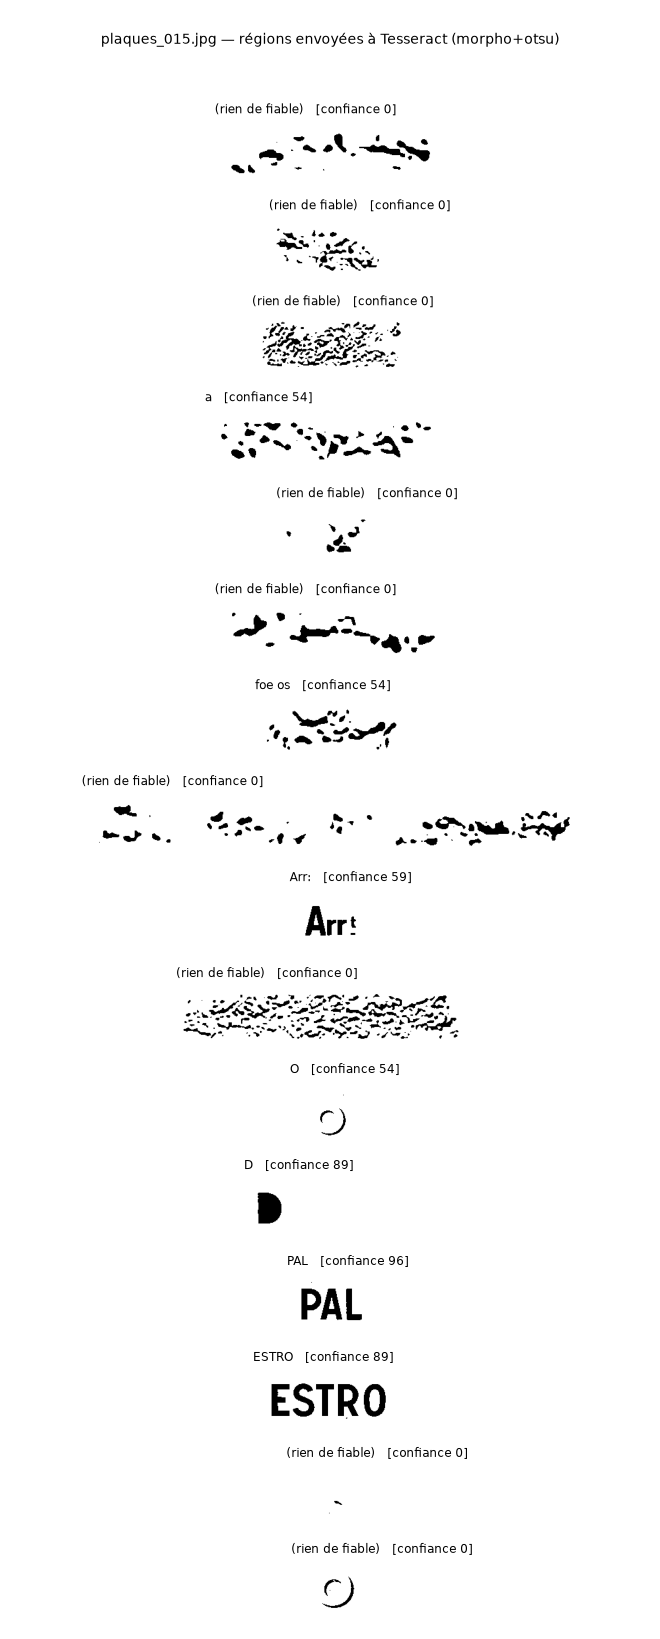 plaques_015.jpg — régions envoyées à Tesseract (morpho+otsu)
(rien de fiable) [confiance 0]
(rien de fiable) [confiance 0]
(rien de fiable) [confiance 0]
a [confiance 54]
(rien de fiable) [confiance 0]
(rien de fiable) [confiance 0]
foe os [confiance 54]
(rien de fiable) [confiance 0]
Arr: [confiance 59]
Arrt
(rien de fiable) [confiance 0]
O [confiance 54]
D [confiance 89]
PAL [confiance 96]
PAL
ESTRO [confiance 89]
ESTRO
(rien de fiable) [confiance 0]
(rien de fiable) [confiance 0]